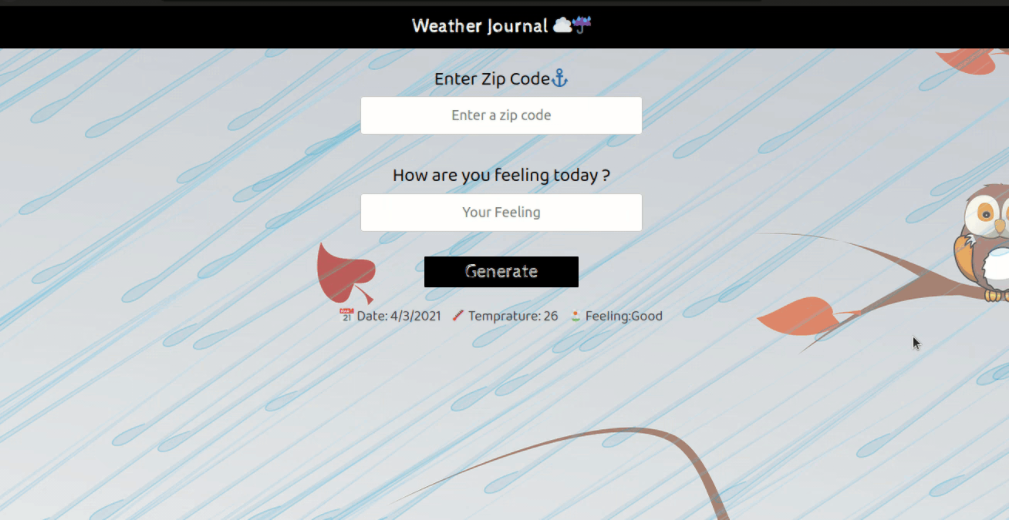 Weather Journal ☁️☔
Enter Zip Code⚓
Enter a zip code
How are you feeling today ?
Your Feeling
Generate
📅 Date: 4/3/2021 🌡 Temprature: 26 Feeling:Good